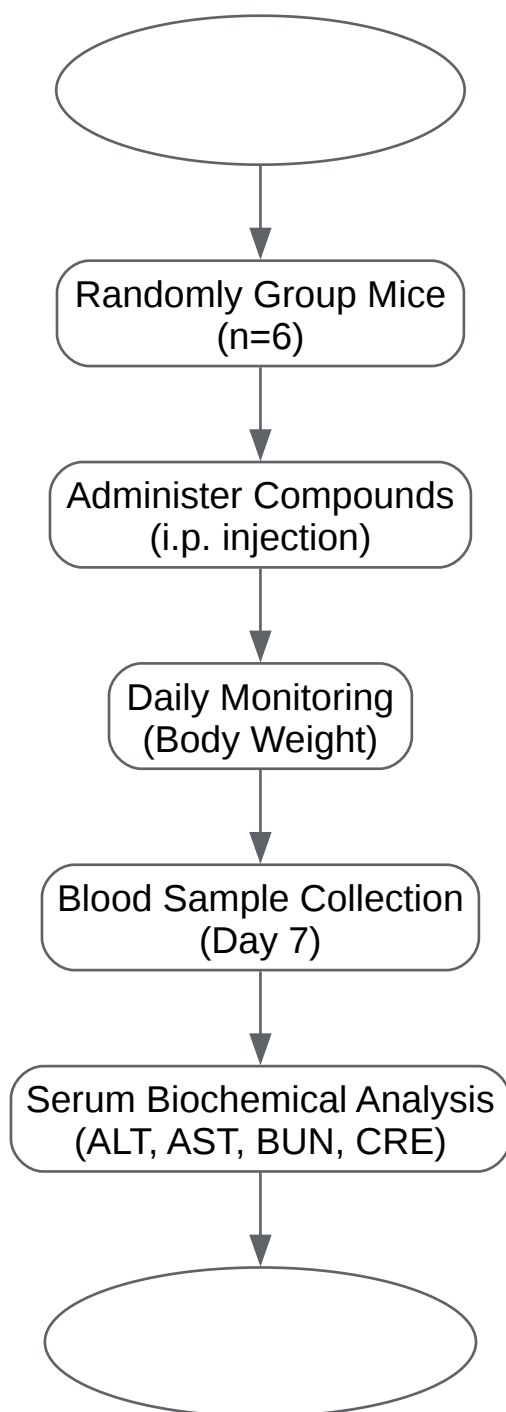 Randomly Group Mice
(n=6)
Administer Compounds
(i.p. injection)
Daily Monitoring
(Body Weight)
Blood Sample Collection
(Day 7)
Serum Biochemical Analysis
(ALT, AST, BUN, CRE)